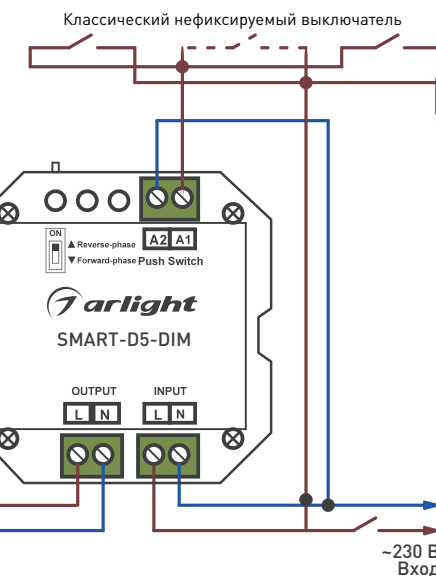 Классический нефиксируемый выключатель
ON
▲ Reverse-phase
▼ Forward-phase
A2 A1
Push Switch
arlight
SMART-D5-DIM
OUTPUT INPUT
L N L N
~230 В
Вход